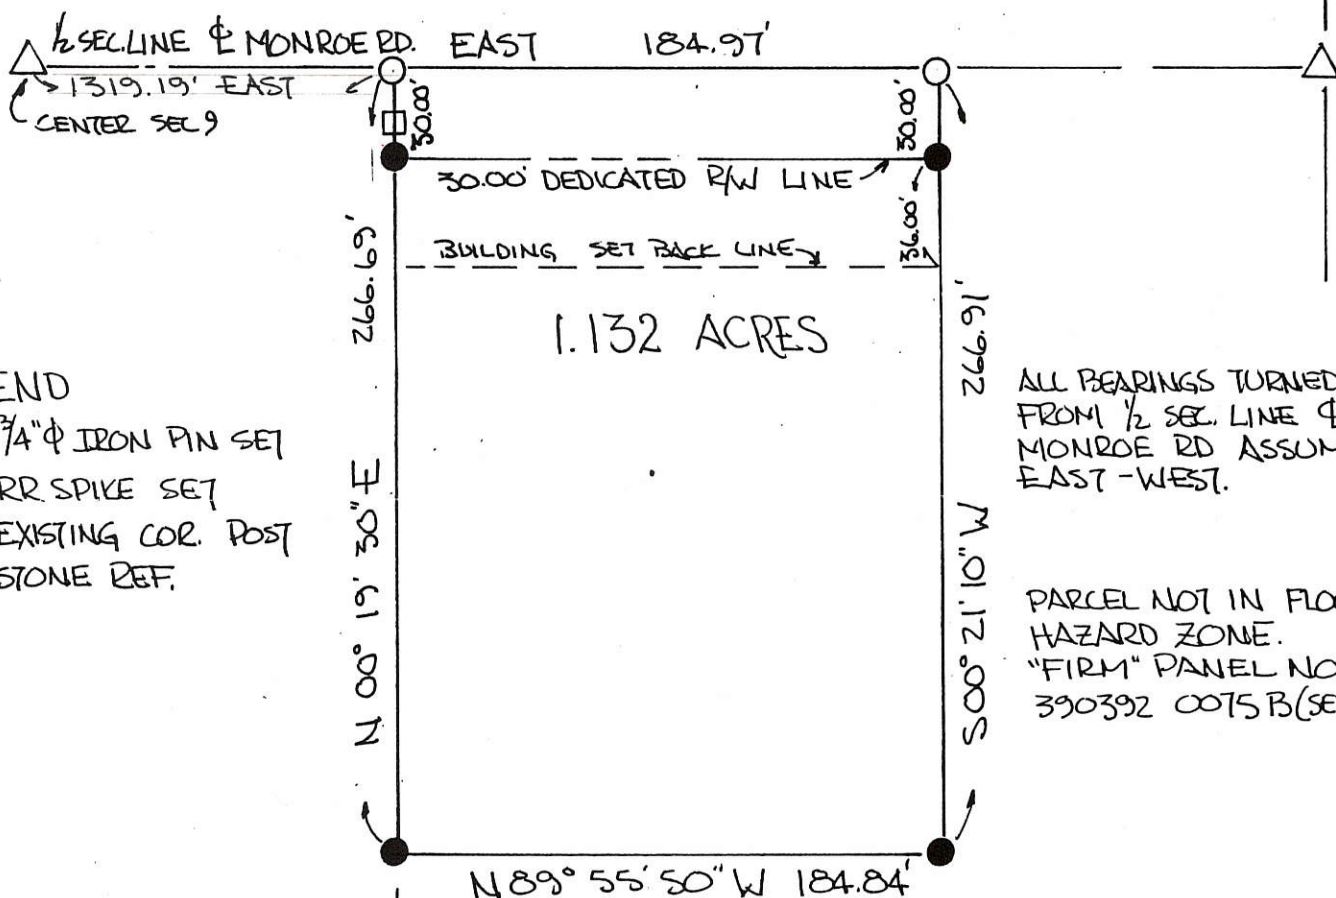 ½ SEC. LINE ℄ MONROE RD. EAST 184.97'
1319.19' EAST
CENTER SEC 9
30.00'
30.00'
30.00' DEDICATED R/W LINE
36.00'
BUILDING SET BACK LINE
266.69'
266.91'
1.132 ACRES
END
3/4"⌽ IRON PIN SET
RR SPIKE SET
EXISTING COR. POST
STONE REF.
N 00° 19' 30" E
S 00° 21' 10" W
ALL BEARINGS TURNED
FROM ½ SEC. LINE ℄
MONROE RD ASSUM
EAST-WEST.
PARCEL NOT IN FLO
HAZARD ZONE.
"FIRM" PANEL NO
390392 0075 B (SE
N 89° 55' 50" W 184.84'